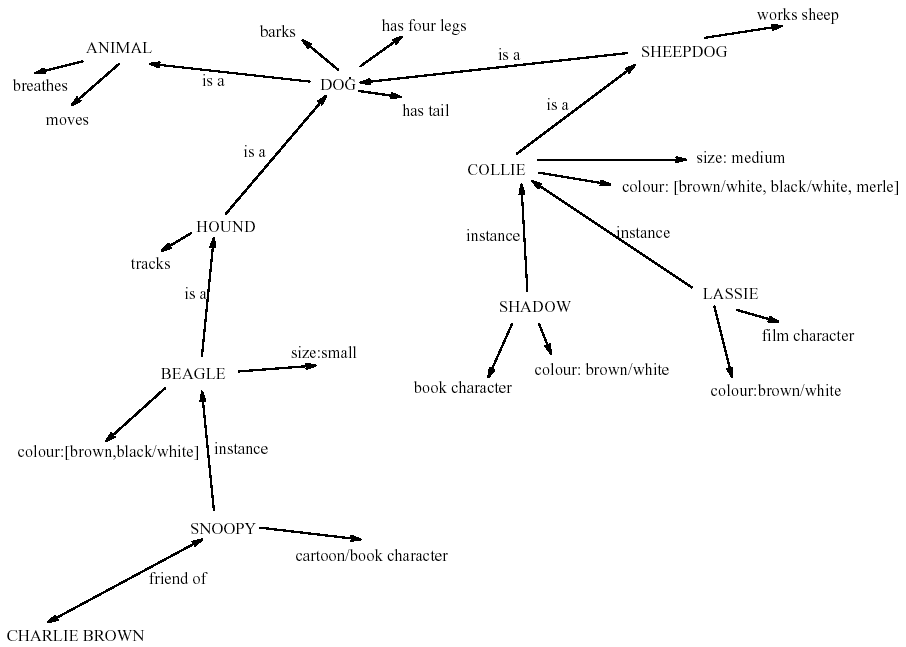 works sheep
has four legs
barks
ANIMAL
SHEEPDOG
is a
is a
breathes
DOG
has tail
is a
moves
is a
size: medium
COLLIE
colour: [brown/white, black/white, merle]
HOUND
instance
instance
tracks
is a
LASSIE
SHADOW
film character
size:small
BEAGLE
colour: brown/white
book character
colour:brown/white
colour:[brown,black/white]
instance
SNOOPY
cartoon/book character
friend of
CHARLIE BROWN